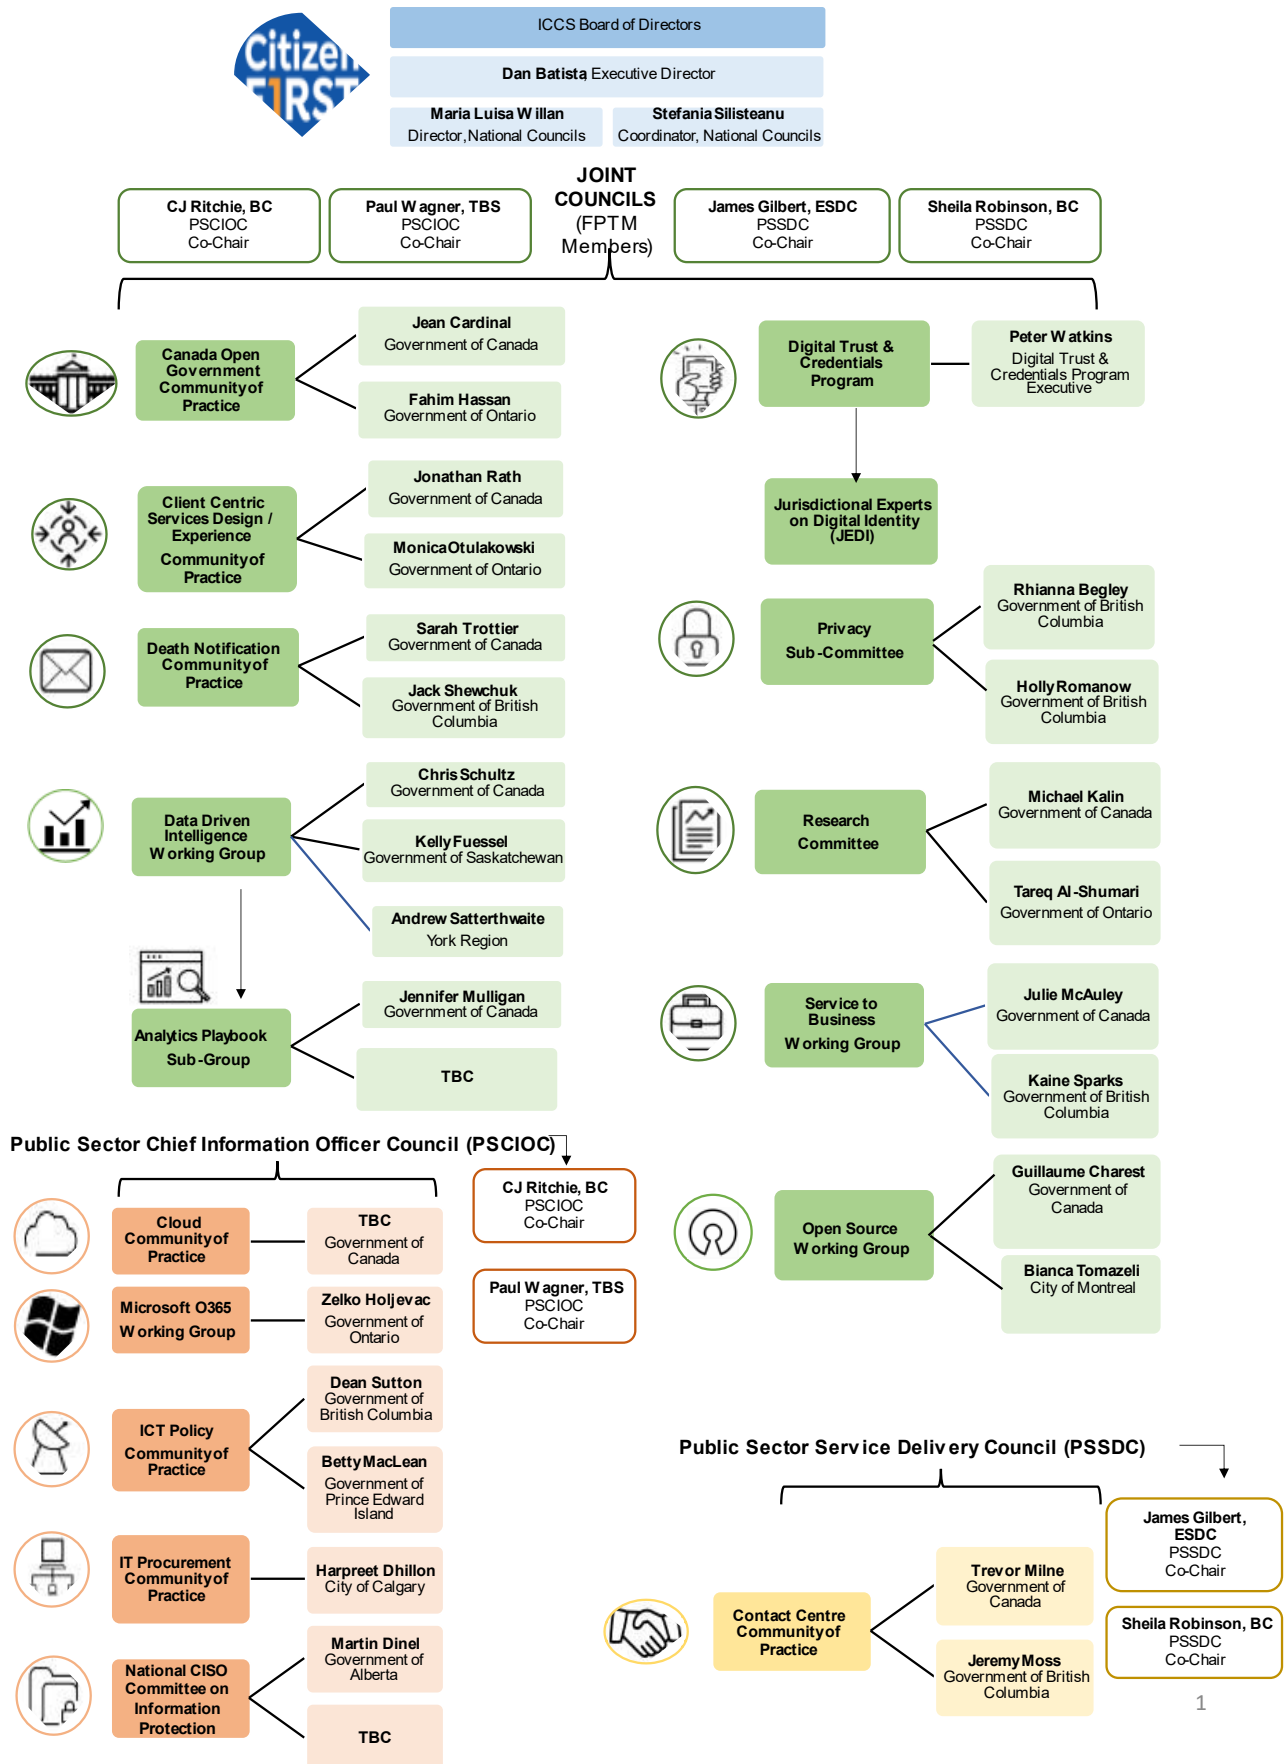 Citizen
F1RST
ICCS Board of Directors
Dan Batista, Executive Director
Maria Luisa Willan
Director, National Councils
Stefania Silisteanu
Coordinator, National Councils
JOINT
COUNCILS
(FPTM
Members)
CJ Ritchie, BC
PSCIOC
Co-Chair
Paul Wagner, TBS
PSCIOC
Co-Chair
James Gilbert, ESDC
PSSDC
Co-Chair
Sheila Robinson, BC
PSSDC
Co-Chair
Canada Open
Government
Community of
Practice
Jean Cardinal
Government of Canada
Fahim Hassan
Government of Ontario
Client Centric
Services Design /
Experience
Community of
Practice
Jonathan Rath
Government of Canada
Monica Otulakowski
Government of Ontario
Death Notification
Community of
Practice
Sarah Trottier
Government of Canada
Jack Shewchuk
Government of British
Columbia
Data Driven
Intelligence
Working Group
Chris Schultz
Government of Canada
Kelly Fuessel
Government of Saskatchewan
Andrew Satterthwaite
York Region
Analytics Playbook
Sub-Group
Jennifer Mulligan
Government of Canada
TBC
Digital Trust &
Credentials
Program
Peter Watkins
Digital Trust &
Credentials Program
Executive
Jurisdictional Experts
on Digital Identity
(JEDI)
Privacy
Sub-Committee
Rhianna Begley
Government of British
Columbia
Holly Romanow
Government of British
Columbia
Research
Committee
Michael Kalin
Government of Canada
Tareq Al-Shumari
Government of Ontario
Service to
Business
Working Group
Julie McAuley
Government of Canada
Kaine Sparks
Government of British
Columbia
Open Source
Working Group
Guillaume Charest
Government of
Canada
Bianca Tomazeli
City of Montreal
Public Sector Chief Information Officer Council (PSCIOC)
CJ Ritchie, BC
PSCIOC
Co-Chair
Paul Wagner, TBS
PSCIOC
Co-Chair
Cloud
Community of
Practice
TBC
Government of
Canada
Microsoft O365
Working Group
Zelko Holjevac
Government of
Ontario
ICT Policy
Community of
Practice
Dean Sutton
Government of
British Columbia
Betty MacLean
Government of
Prince Edward
Island
IT Procurement
Community of
Practice
Harpreet Dhillon
City of Calgary
National CISO
Committee on
Information
Protection
Martin Dinel
Government of
Alberta
TBC
Public Sector Service Delivery Council (PSSDC)
James Gilbert,
ESDC
PSSDC
Co-Chair
Sheila Robinson, BC
PSSDC
Co-Chair
Contact Centre
Community of
Practice
Trevor Milne
Government of
Canada
Jeremy Moss
Government of British
Columbia
1